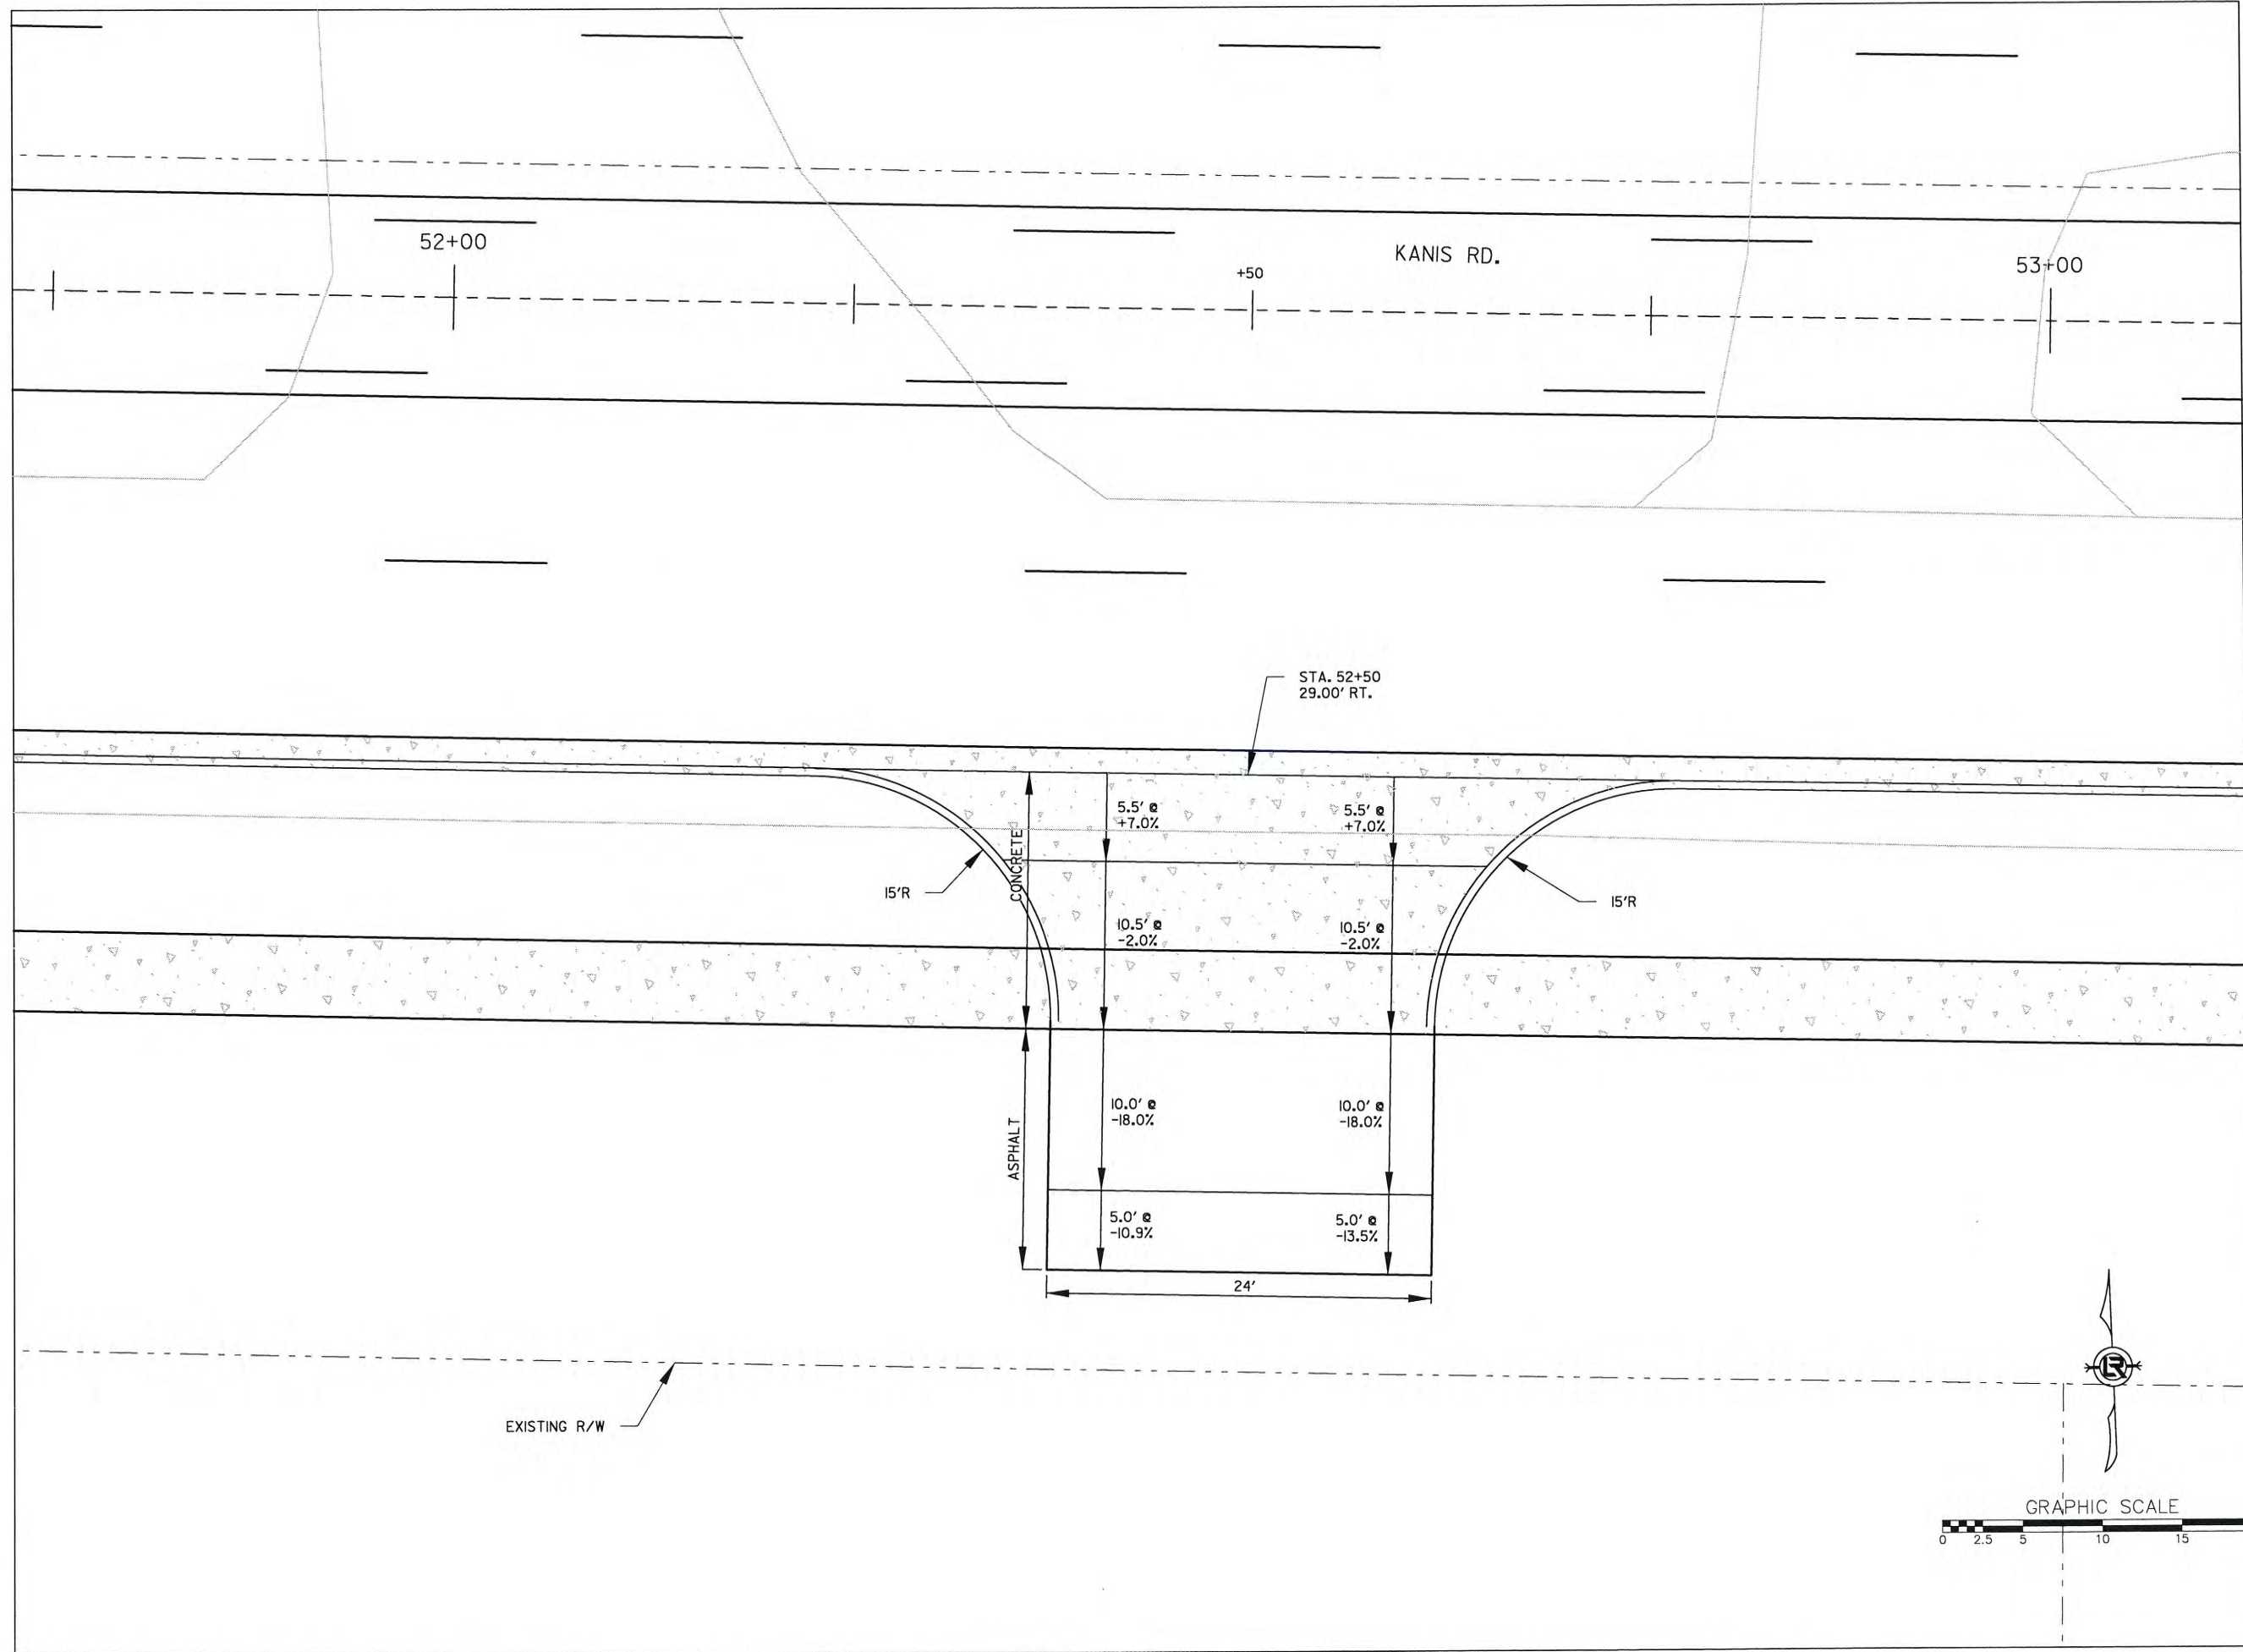 52+00
+50
KANIS RD.
53+00
STA. 52+50
29.00' RT.
CONCRETE
5.5' @
+7.0%
5.5' @
+7.0%
15'R
15'R
10.5' @
-2.0%
10.5' @
-2.0%
ASPHALT
10.0' @
-18.0%
10.0' @
-18.0%
5.0' @
-10.9%
5.0' @
-13.5%
24'
EXISTING R/W
LR
GRAPHIC SCALE
0 2.5 5 10 15